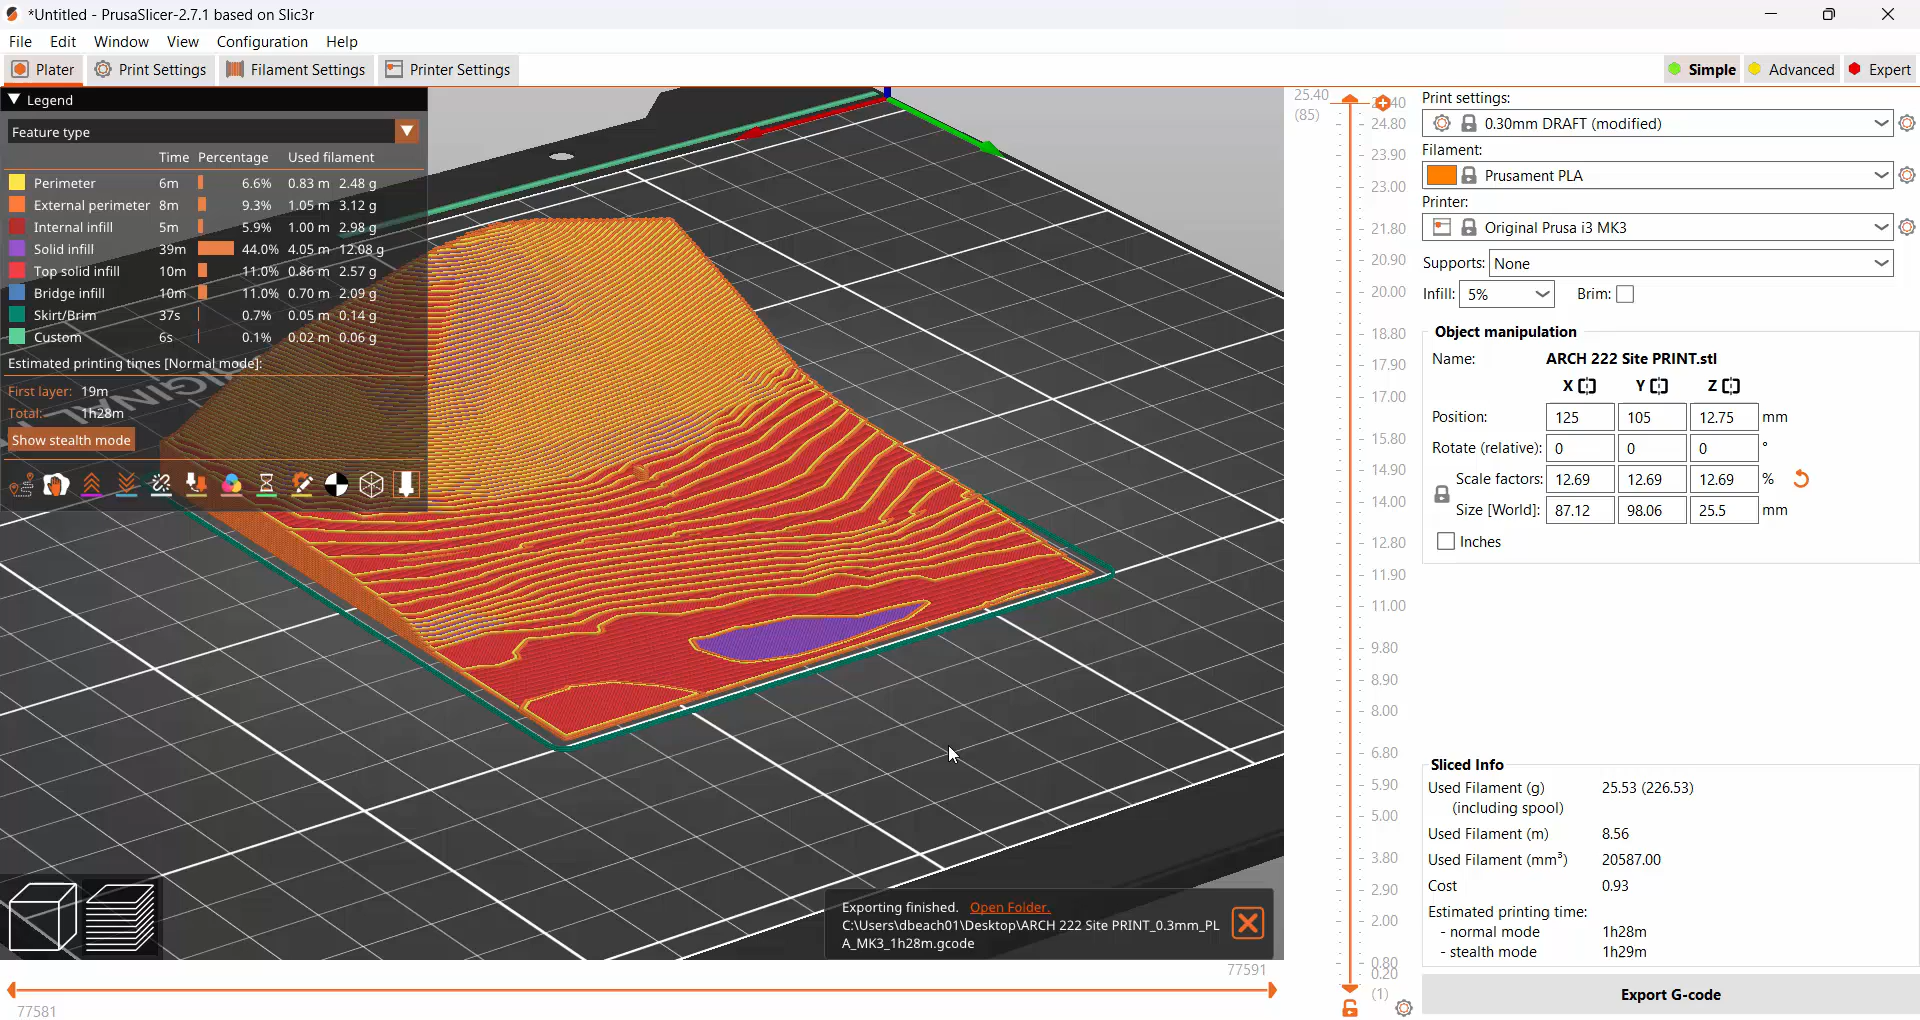 *Untitled - PrusaSlicer-2.7.1 based on Slic3r
File Edit Window View Configuration Help
Plater Print Settings Filament Settings Printer Settings Simple Advanced Expert
Legend
Feature type
Time Percentage Used filament
Perimeter 6m 6.6% 0.83 m 2.48 g
External perimeter 8m 9.3% 1.05 m 3.12 g
Internal infill 5m 5.9% 1.00 m 2.98 g
Solid infill 39m 44.0% 4.05 m 12.08 g
Top solid infill 10m 11.0% 0.86 m 2.57 g
Bridge infill 10m 11.0% 0.70 m 2.09 g
Skirt/Brim 37s 0.7% 0.05 m 0.14 g
Custom 6s 0.1% 0.02 m 0.06 g
Estimated printing times [Normal mode]:
First layer: 19m
Total: 1h28m
Show stealth mode
Exporting finished. Open Folder.
C:\Users\dbeach01\Desktop\ARCH 222 Site PRINT_0.3mm_PL
A_MK3_1h28m.gcode
77591
77581
25.40
(85)
24.80
23.90
23.00
21.80
20.90
20.00
18.80
17.90
17.00
15.80
14.90
14.00
12.80
11.90
11.00
9.80
8.90
8.00
6.80
5.90
5.00
3.80
2.90
2.00
0.80
0.20
(1)
Print settings:
0.30mm DRAFT (modified)
Filament:
Prusament PLA
Printer:
Original Prusa i3 MK3
Supports: None
Infill: 5% Brim:
Object manipulation
Name: ARCH 222 Site PRINT.stl
X Y Z
Position: 125 105 12.75 mm
Rotate (relative): 0 0 0 °
Scale factors: 12.69 12.69 12.69 %
Size [World]: 87.12 98.06 25.5 mm
Inches
Sliced Info
Used Filament (g) 25.53 (226.53)
(including spool)
Used Filament (m) 8.56
Used Filament (mm³) 20587.00
Cost 0.93
Estimated printing time:
- normal mode 1h28m
- stealth mode 1h29m
Export G-code